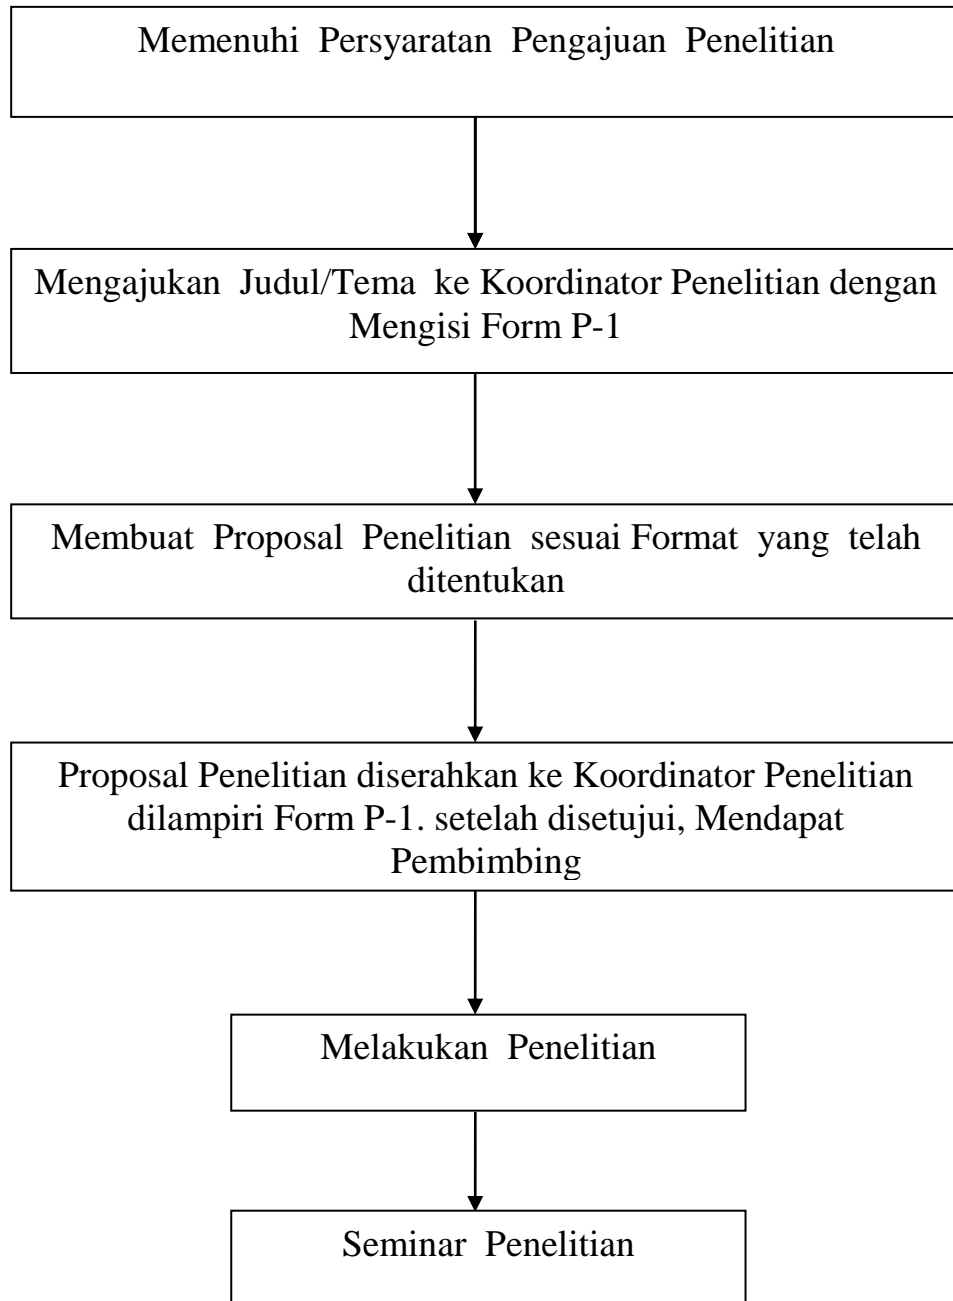 Memenuhi Persyaratan Pengajuan Penelitian
Mengajukan Judul/Tema ke Koordinator Penelitian dengan
Mengisi Form P-1
Membuat Proposal Penelitian sesuai Format yang telah
ditentukan
Proposal Penelitian diserahkan ke Koordinator Penelitian
dilampiri Form P-1. setelah disetujui, Mendapat
Pembimbing
Melakukan Penelitian
Seminar Penelitian